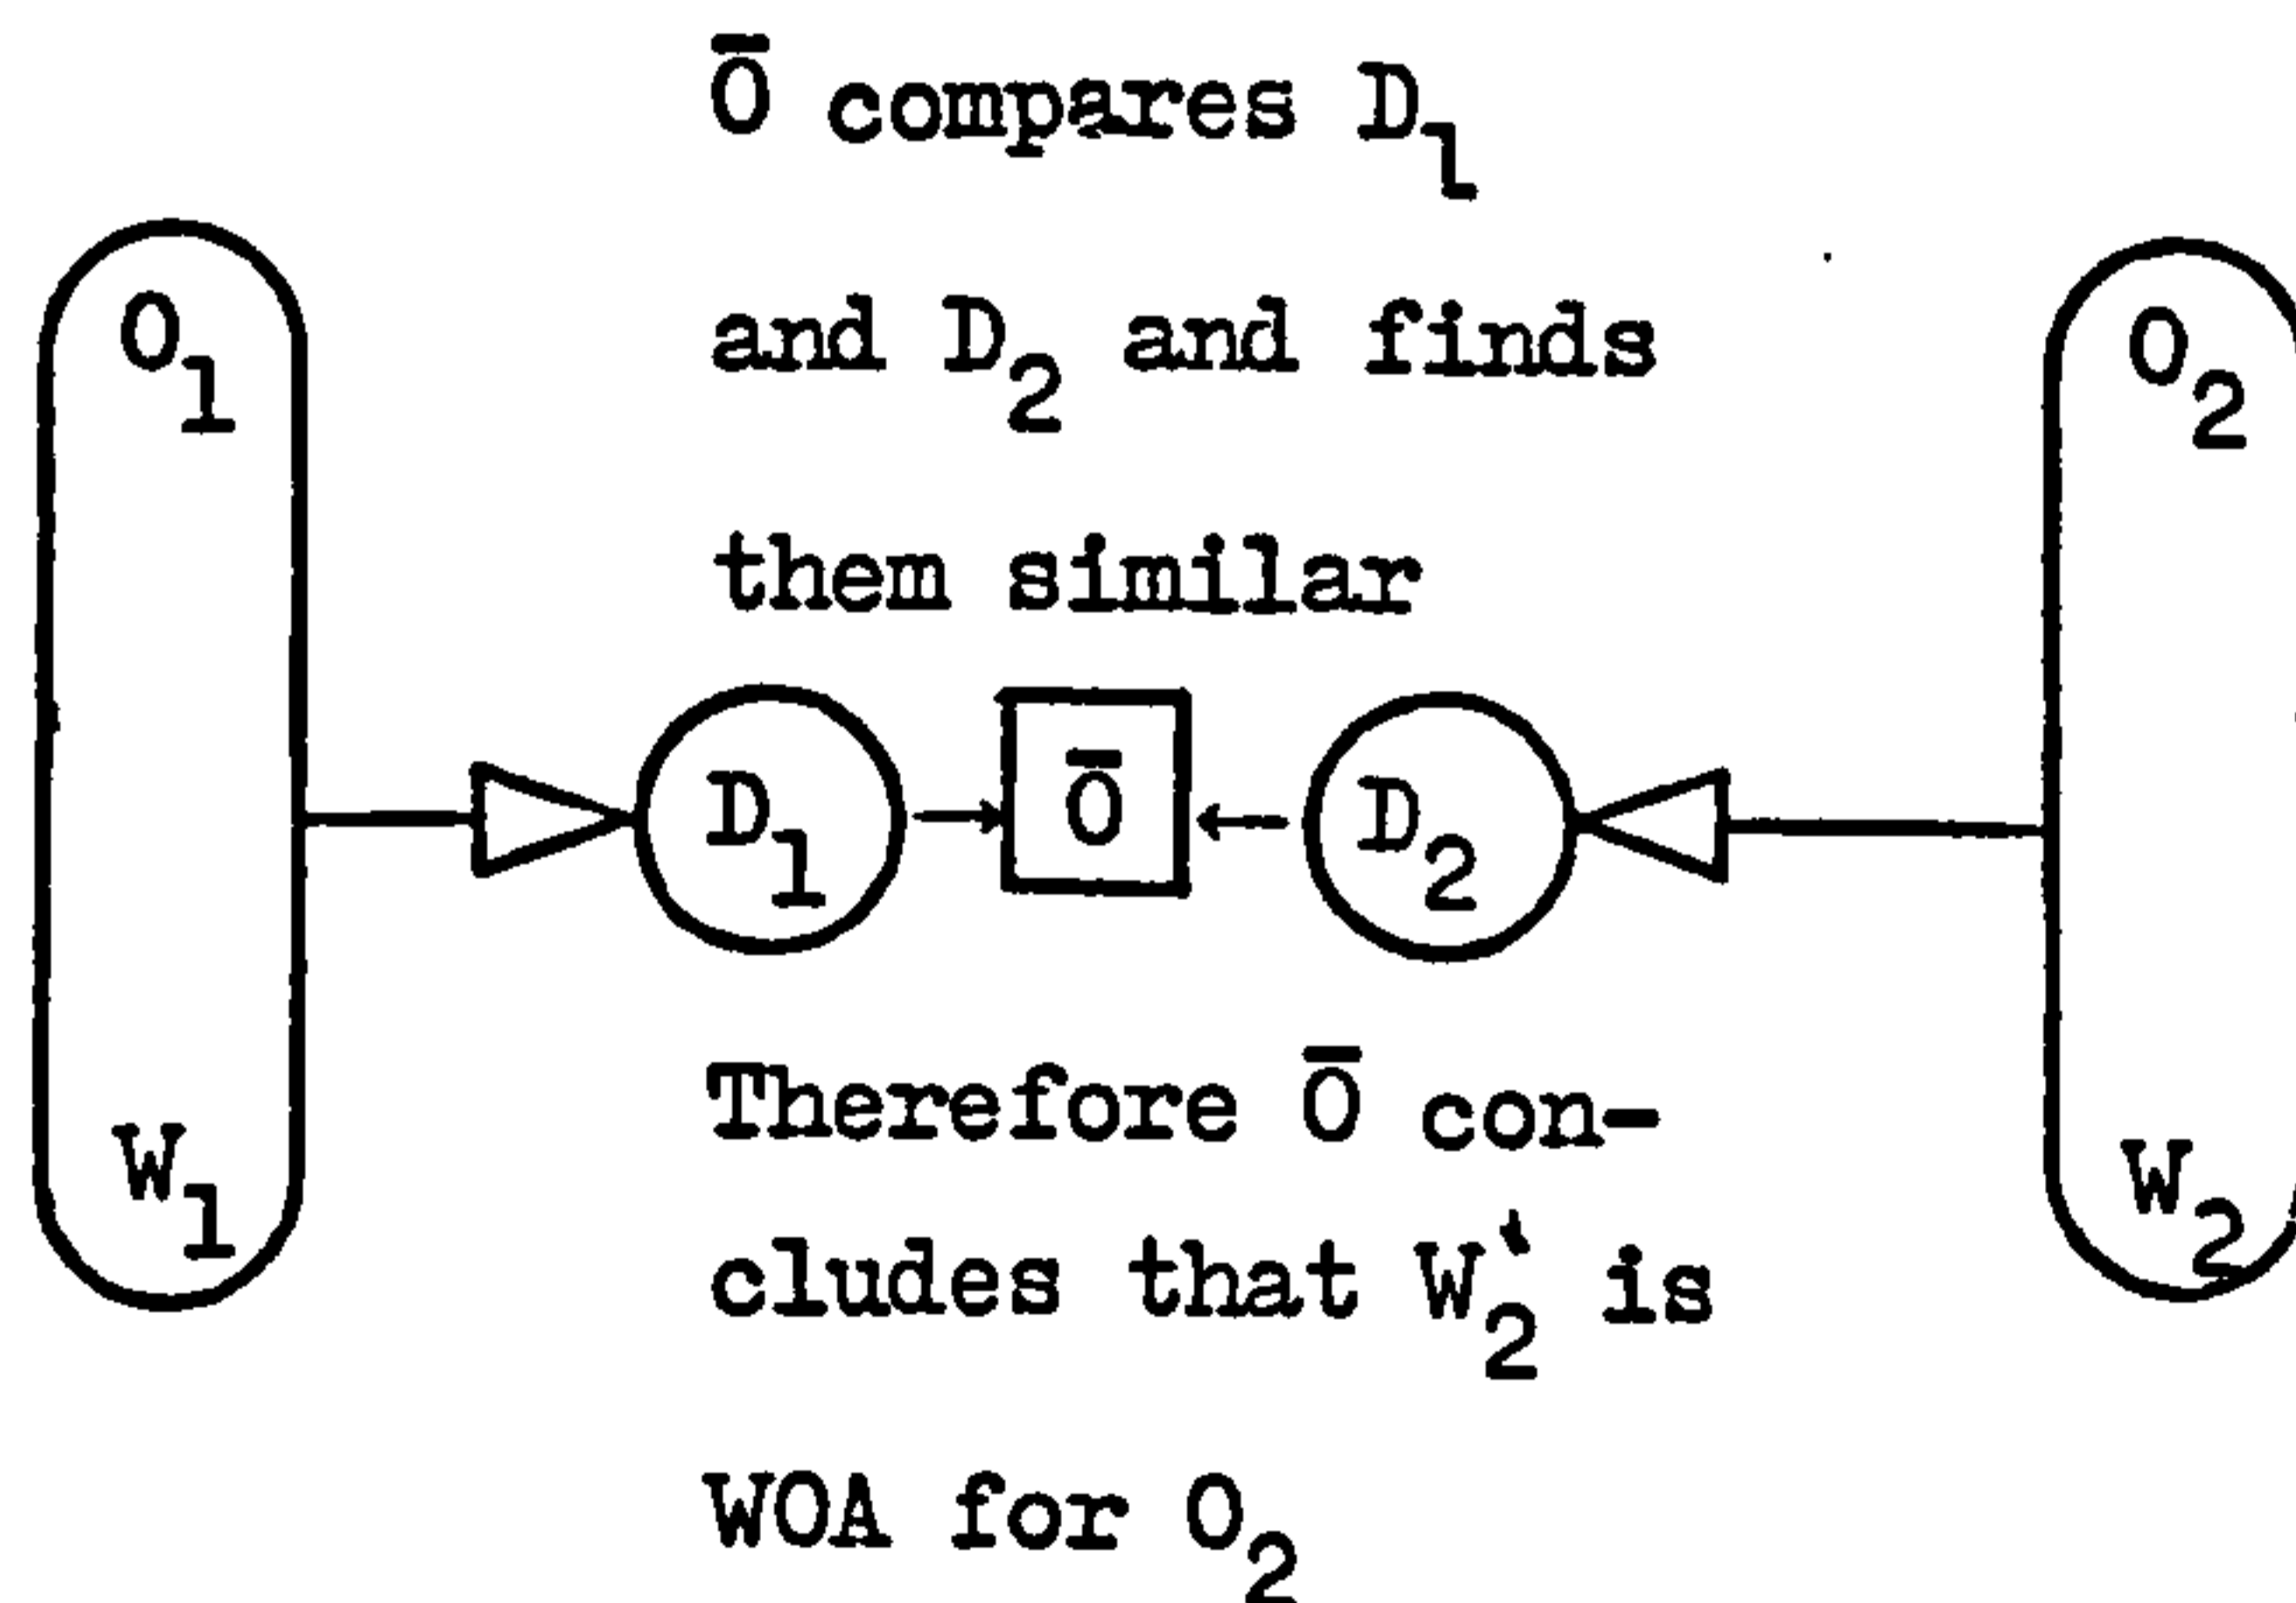 Ō compares D₁
and D₂ and finds
O₁
O₂
them similar
D₁
Ō
D₂
Therefore Ō con-
W₁
W₂
cludes that W₂ is
WOA for O₂